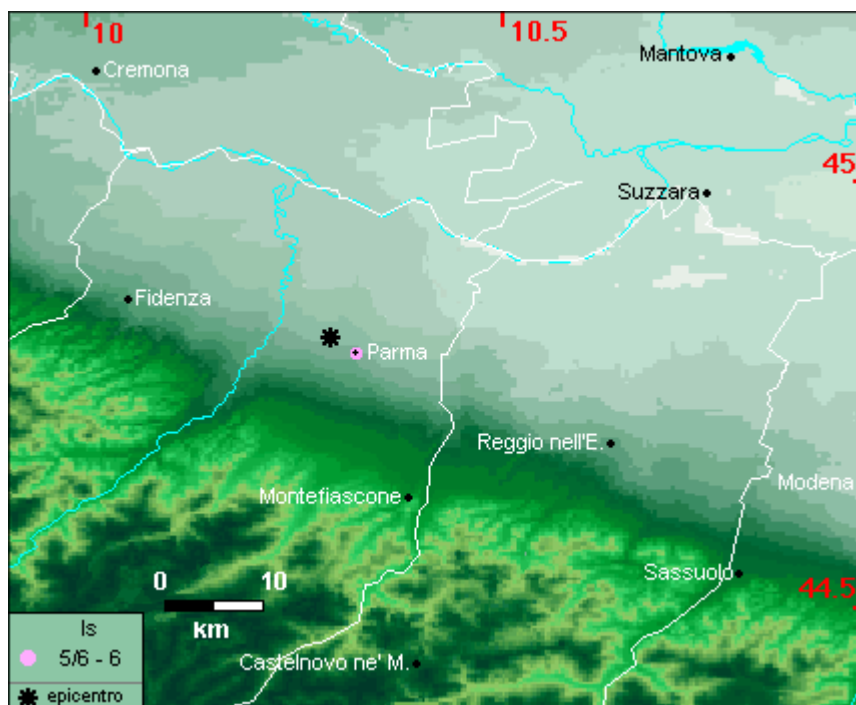 10
10.5
Cremona
Mantova
45
Suzzara
Fidenza
Parma
Reggio nell'E.
Modena
Montefiascone
Sassuolo
44.5
0 10
km
Is
5/6 - 6
Castelnovo ne' M.
epicentro